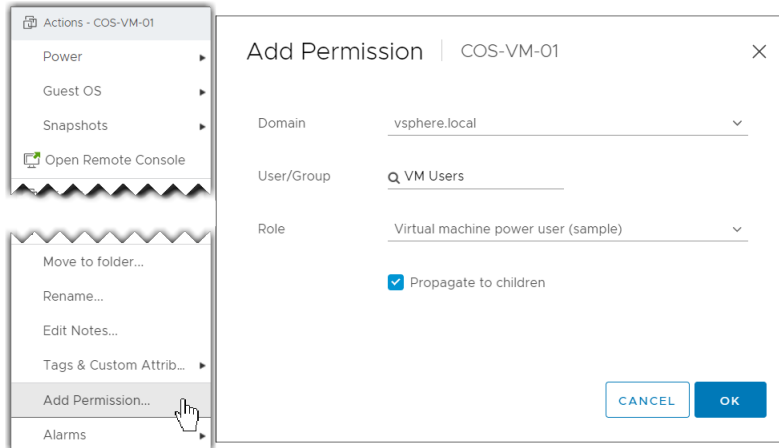 Actions - COS-VM-01
Power
Guest OS
Snapshots
Open Remote Console
Move to folder...
Rename...
Edit Notes...
Tags & Custom Attrib...
Add Permission...
Alarms
Add Permission COS-VM-01
Domain vsphere.local
User/Group VM Users
Role Virtual machine power user (sample)
Propagate to children
CANCEL OK